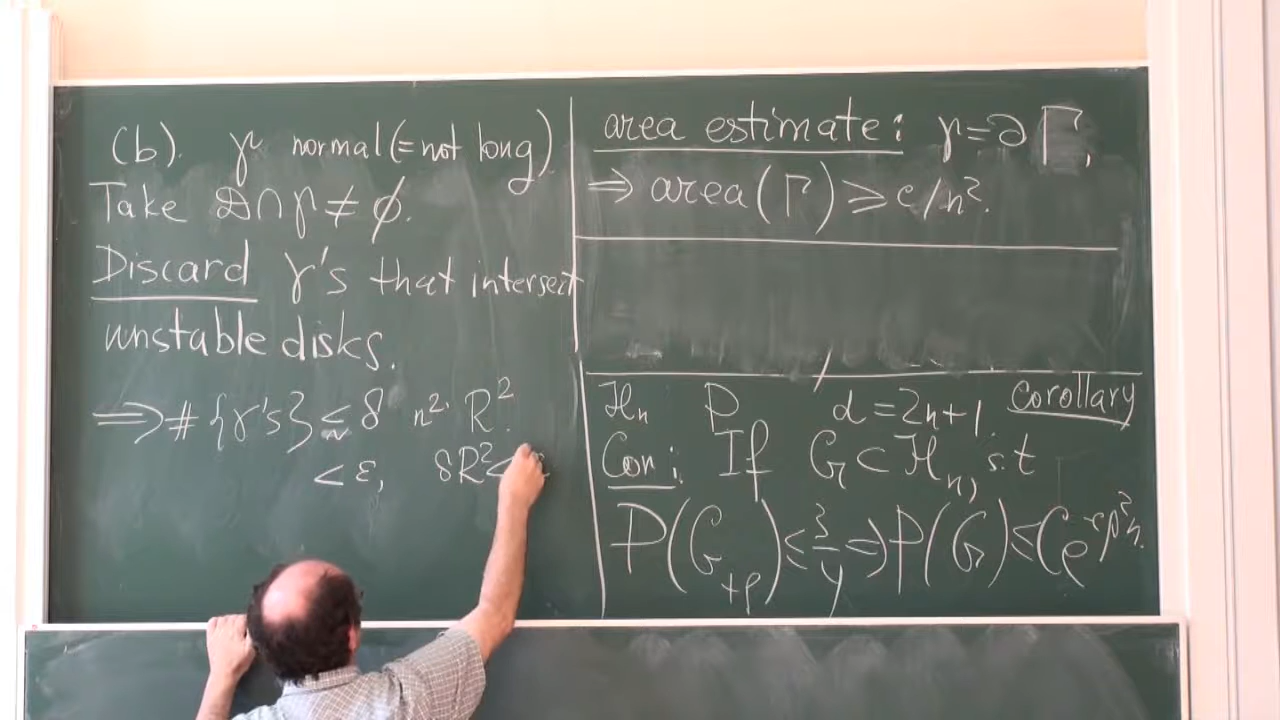 (b). γ normal (= not long)
Take 𝒟 ∩ γ ≠ ∅.
Discard γ's that intersect
unstable disks.
⟹ # {γ's} ≲ δ n²· R².
< ε, δR² <
area estimate: γ = ∂Γ,
⟹ area(Γ) ≥ c/n².
ℋₙ P d = 2n+1. Corollary
Cor: If G ⊂ ℋₙ, s.t
P(G₊ρ) ≤ 3/4 ⟹ P(G) ≤ Ce^{-cρ²n}.